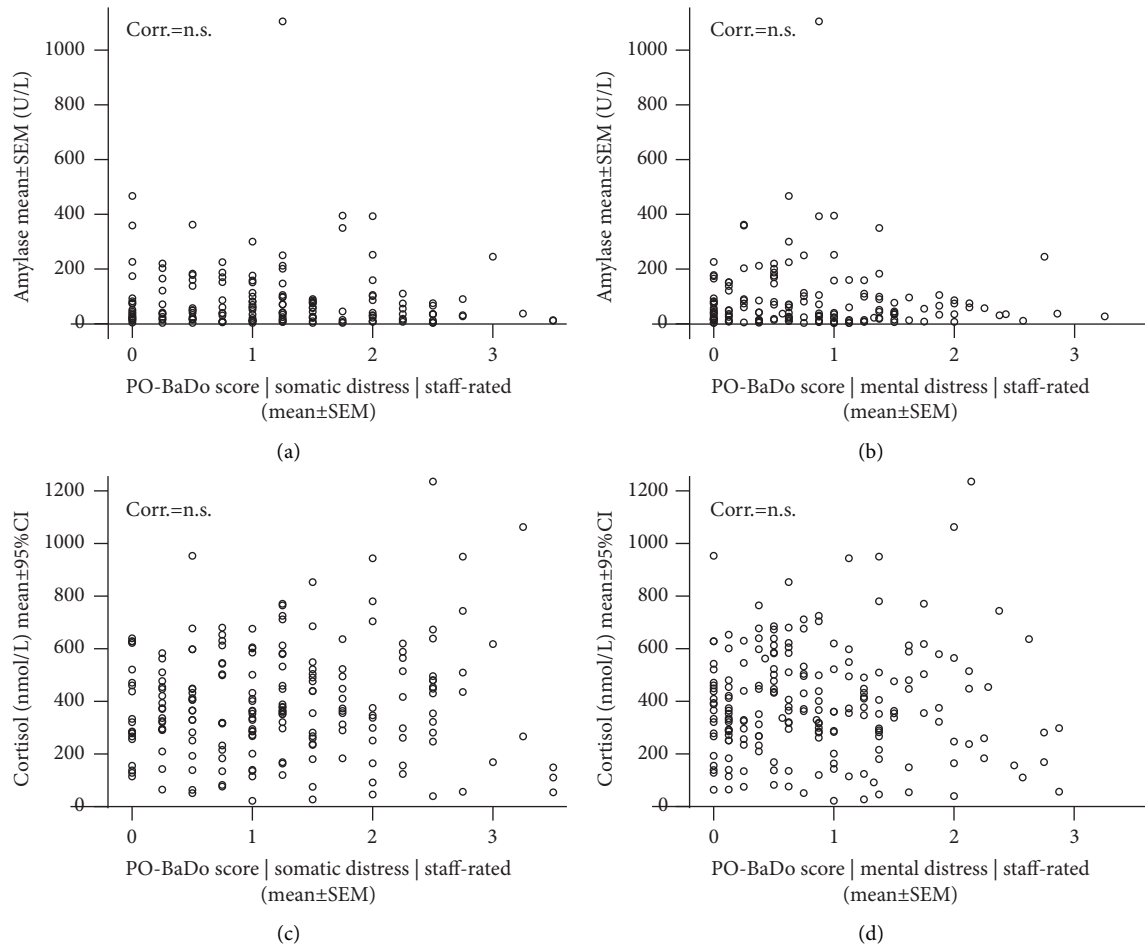 Corr.=n.s.
1000
800
600
400
200
0
Amylase mean±SEM (U/L)
0 1 2 3
PO-BaDo score | somatic distress | staff-rated
(mean±SEM)
(a)
Corr.=n.s.
1000
800
600
400
200
0
Amylase mean±SEM (U/L)
0 1 2 3
PO-BaDo score | mental distress | staff-rated
(mean±SEM)
(b)
Corr.=n.s.
1200
1000
800
600
400
200
0
Cortisol (nmol/L) mean±95%CI
0 1 2 3
PO-BaDo score | somatic distress | staff-rated
(mean±SEM)
(c)
Corr.=n.s.
1200
1000
800
600
400
200
0
Cortisol (nmol/L) mean±95%CI
0 1 2 3
PO-BaDo score | mental distress | staff-rated
(mean±SEM)
(d)